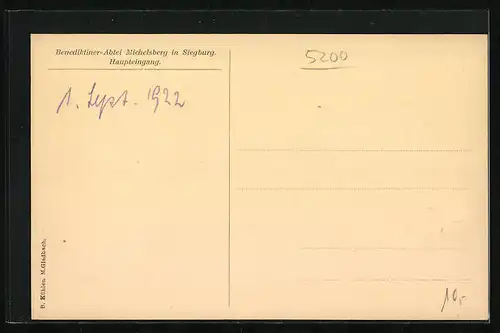 Benediktiner-Abtei Michelsberg in Siegburg.
Haupteingang.
1. Sept. 1922
5200
B. Kühlen, M.Gladbach.
10,-